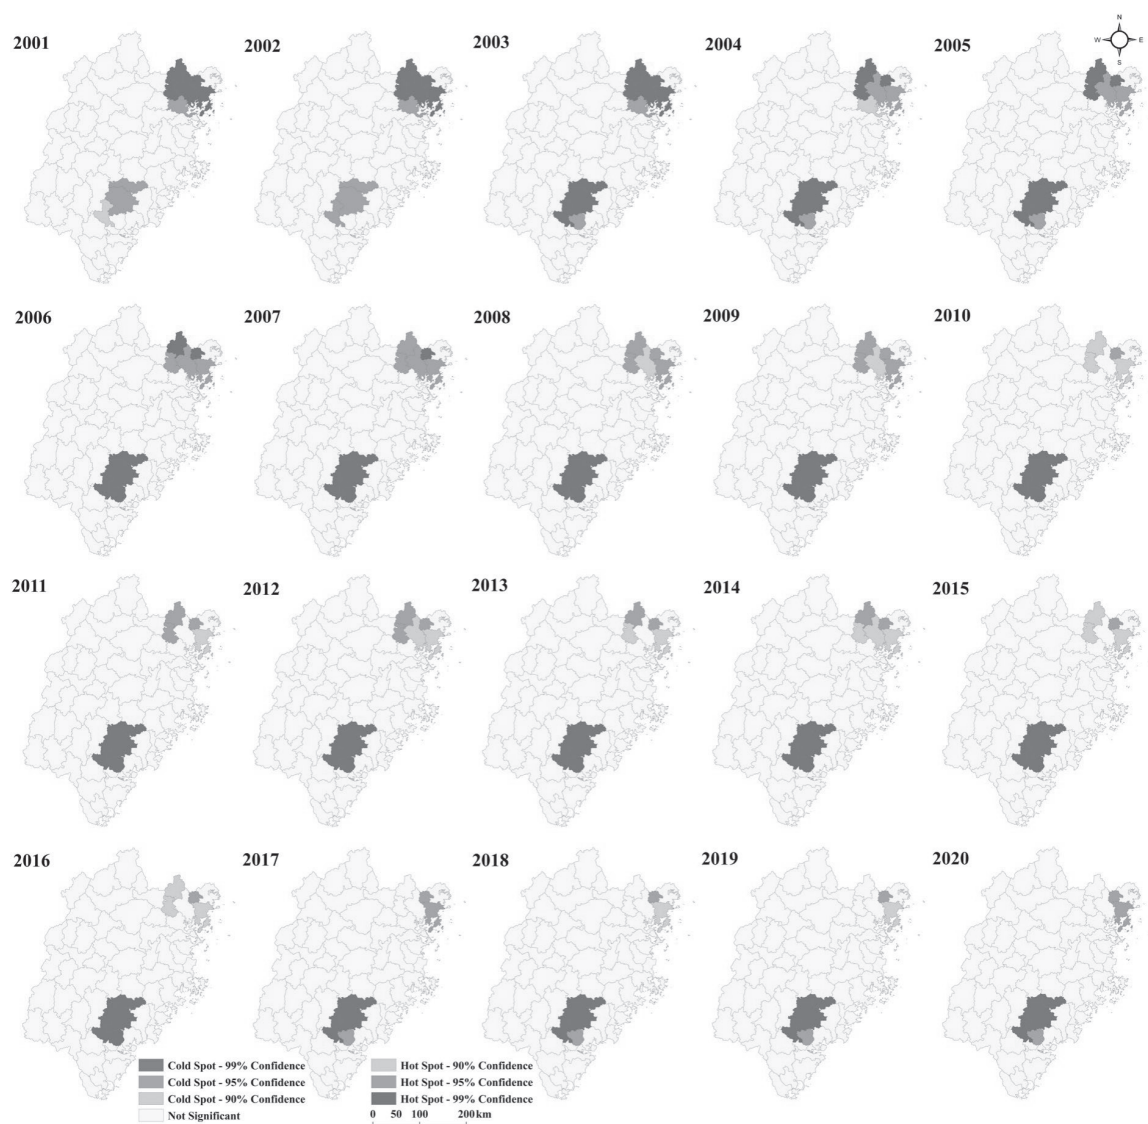 N
W E
S
2001 2002 2003 2004 2005
2006 2007 2008 2009 2010
2011 2012 2013 2014 2015
2016 2017 2018 2019 2020
Cold Spot - 99% Confidence
Cold Spot - 95% Confidence
Cold Spot - 90% Confidence
Not Significant
Hot Spot - 90% Confidence
Hot Spot - 95% Confidence
Hot Spot - 99% Confidence
0 50 100 200 km